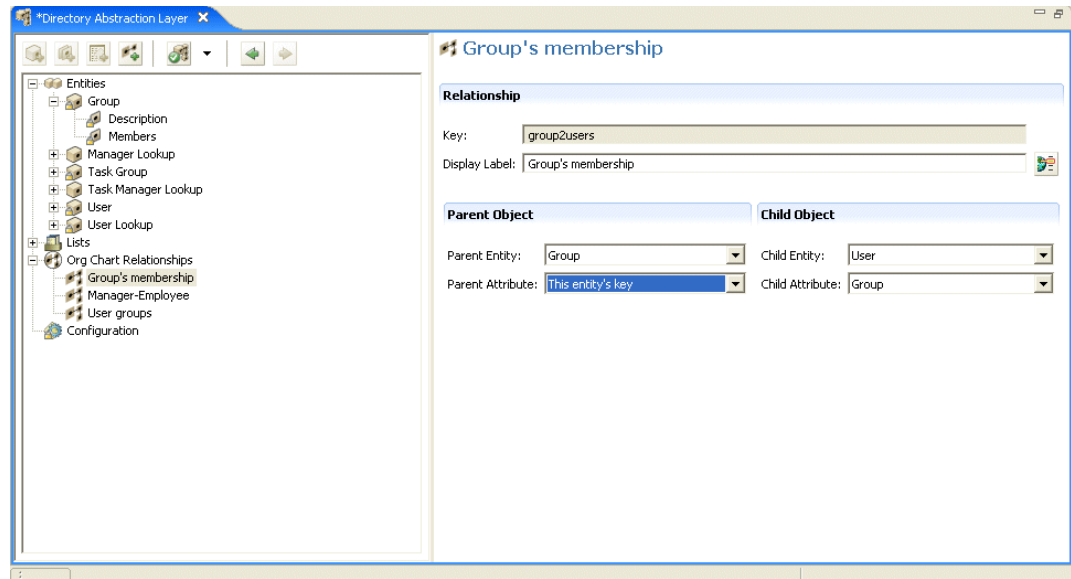 *Directory Abstraction Layer
Entities
Group
Description
Members
Manager Lookup
Task Group
Task Manager Lookup
User
User Lookup
Lists
Org Chart Relationships
Group's membership
Manager-Employee
User groups
Configuration
Group's membership
Relationship
Key: group2users
Display Label: Group's membership
Parent Object Child Object
Parent Entity: Group Child Entity: User
Parent Attribute: This entity's key Child Attribute: Group